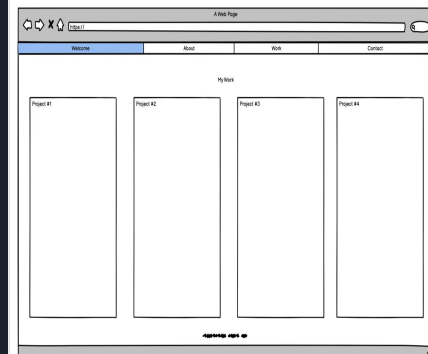 A Web Page
https://
Welcome About Work Contact
My Work
Project #1 Project #2 Project #3 Project #4